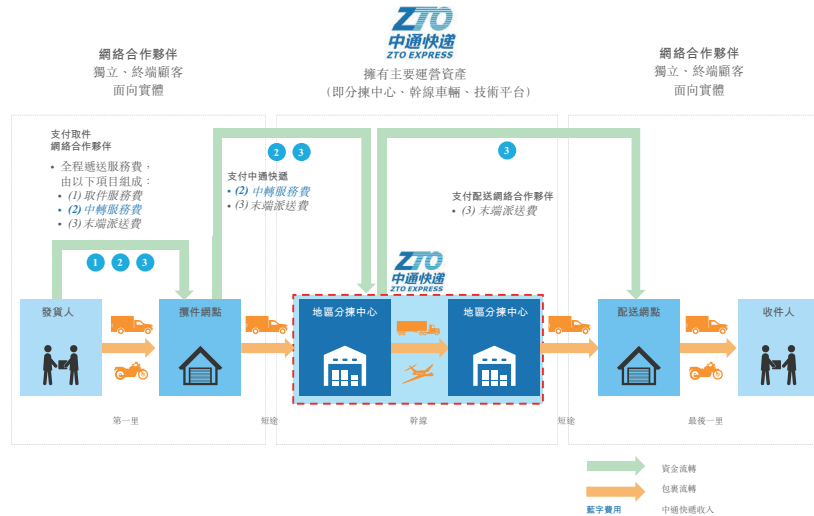 ZTO
中通快递
ZTO EXPRESS
網絡合作夥伴
獨立、終端顧客
面向實體
擁有主要運營資產
(即分揀中心、幹線車輛、技術平台)
網絡合作夥伴
獨立、終端顧客
面向實體
支付取件
網絡合作夥伴
• 全程遞送服務費，
由以下項目組成：
• (1) 取件服務費
• (2) 中轉服務費
• (3) 末端派送費
1 2 3
2 3
支付中通快遞
• (2) 中轉服務費
• (3) 末端派送費
3
支付配送網絡合作夥伴
• (3) 末端派送費
ZTO
中通快递
ZTO EXPRESS
發貨人
攬件網點
地區分揀中心
地區分揀中心
配送網點
收件人
第一里
短途
幹線
短途
最後一里
資金流轉
包裹流轉
藍字費用 中通快遞收入